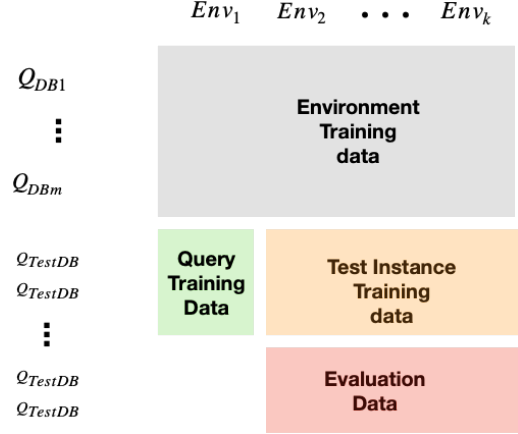 Env1 Env2 • • • Envk
QDB1
⋮
QDBm
Environment
Training
data
QTestDB
QTestDB
⋮
Query
Training
Data
Test Instance
Training
data
QTestDB
QTestDB
Evaluation
Data